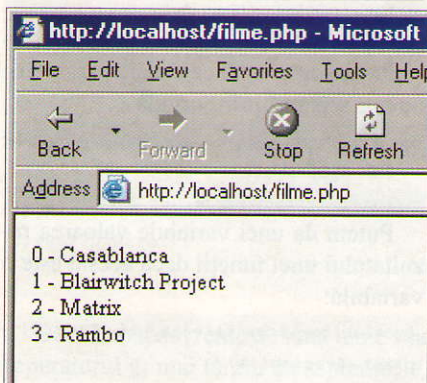 http://localhost/filme.php - Microsoft
File Edit View Favorites Tools Help
Back Forward Stop Refresh
Address http://localhost/filme.php
0 - Casablanca
1 - Blairwitch Project
2 - Matrix
3 - Rambo